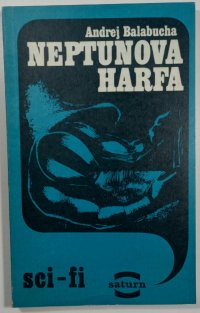 Andrej Balabucha
NEPTUNOVA
HARFA
sci-fi
saturn